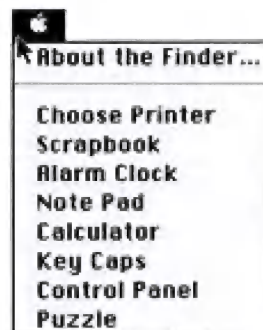 About the Finder...
Choose Printer
Scrapbook
Alarm Clock
Note Pad
Calculator
Key Caps
Control Panel
Puzzle